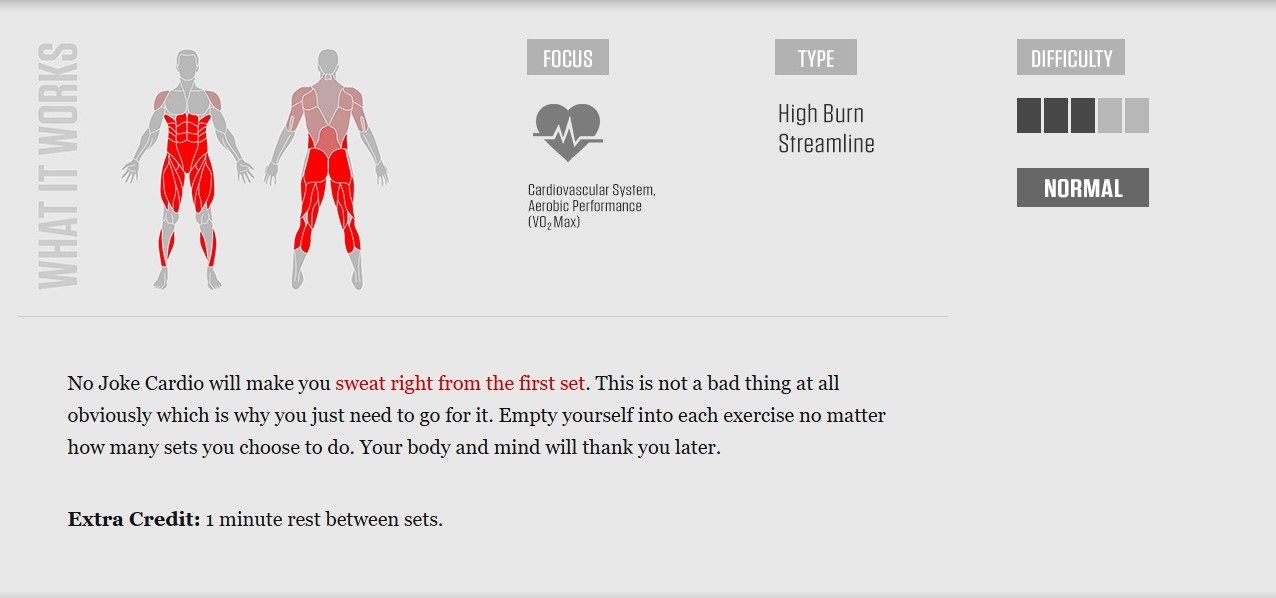 WHAT IT WORKS
FOCUS
Cardiovascular System,
Aerobic Performance
(VO₂ Max)
TYPE
High Burn
Streamline
DIFFICULTY
NORMAL
No Joke Cardio will make you sweat right from the first set. This is not a bad thing at all
obviously which is why you just need to go for it. Empty yourself into each exercise no matter
how many sets you choose to do. Your body and mind will thank you later.
Extra Credit: 1 minute rest between sets.